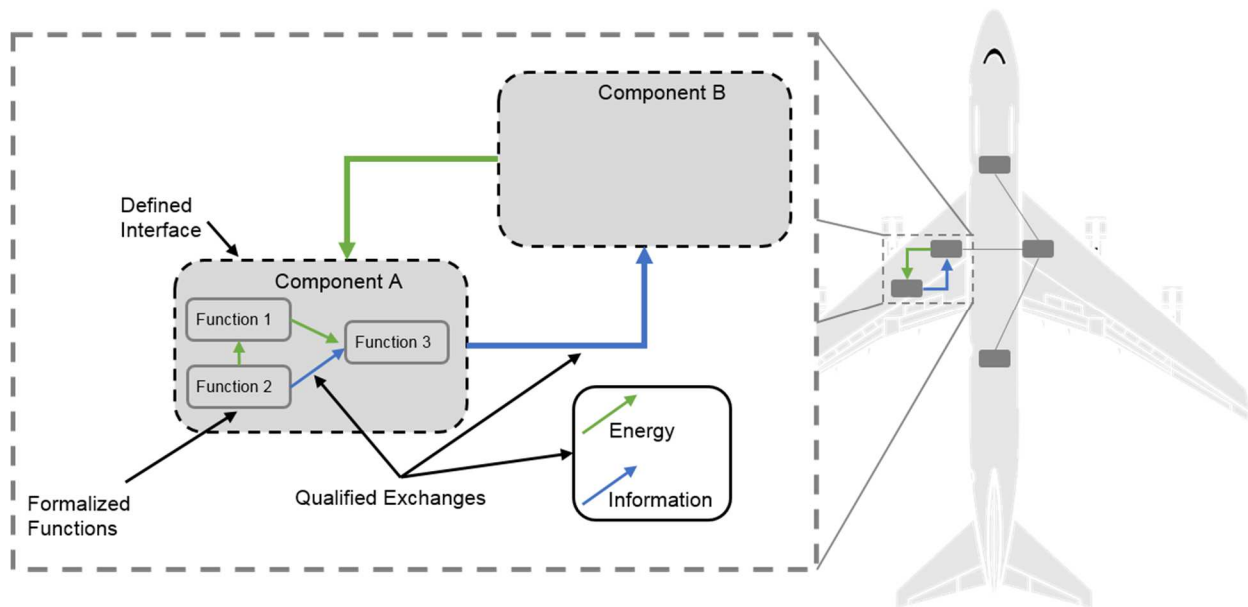 Component B
Defined
Interface
Component A
Function 1
Function 3
Function 2
Energy
Information
Qualified Exchanges
Formalized
Functions